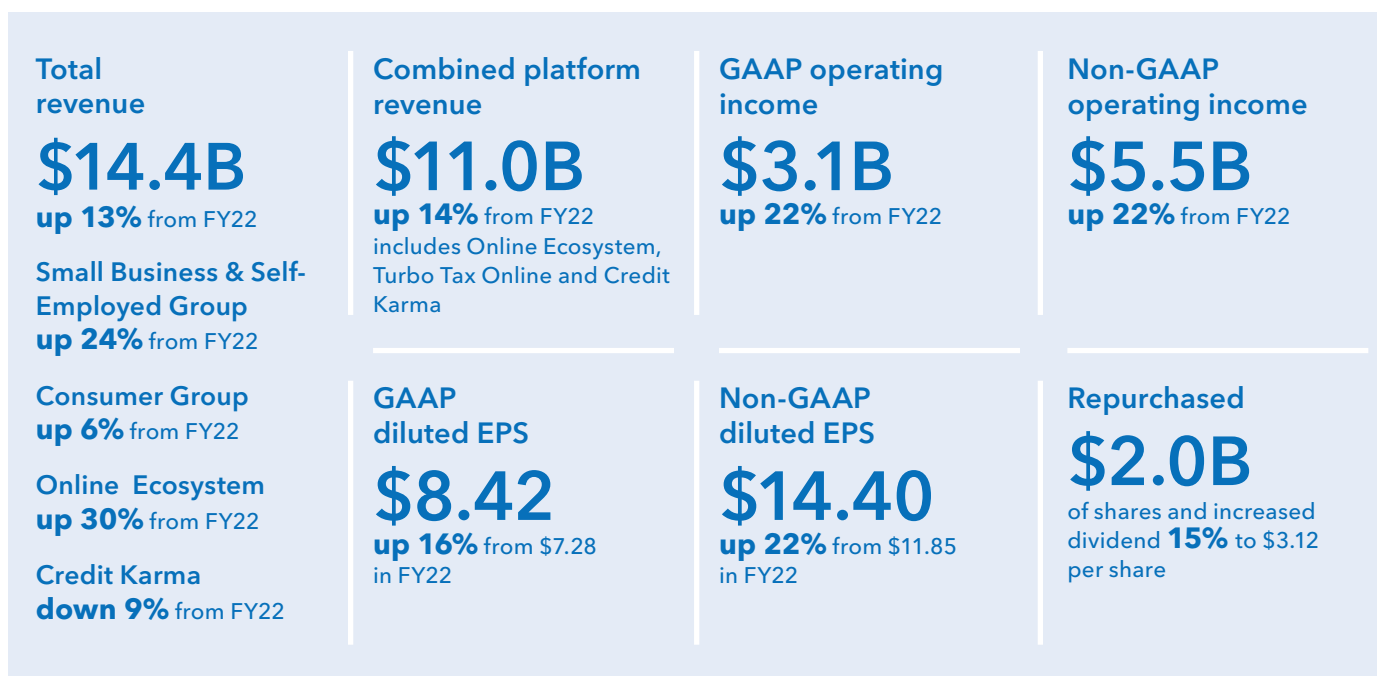 Total
revenue
$14.4B
up 13% from FY22
Small Business & Self-
Employed Group
up 24% from FY22
Consumer Group
up 6% from FY22
Online Ecosystem
up 30% from FY22
Credit Karma
down 9% from FY22
Combined platform
revenue
$11.0B
up 14% from FY22
includes Online Ecosystem,
Turbo Tax Online and Credit
Karma
GAAP operating
income
$3.1B
up 22% from FY22
Non-GAAP
operating income
$5.5B
up 22% from FY22
GAAP
diluted EPS
$8.42
up 16% from $7.28
in FY22
Non-GAAP
diluted EPS
$14.40
up 22% from $11.85
in FY22
Repurchased
$2.0B
of shares and increased
dividend 15% to $3.12
per share